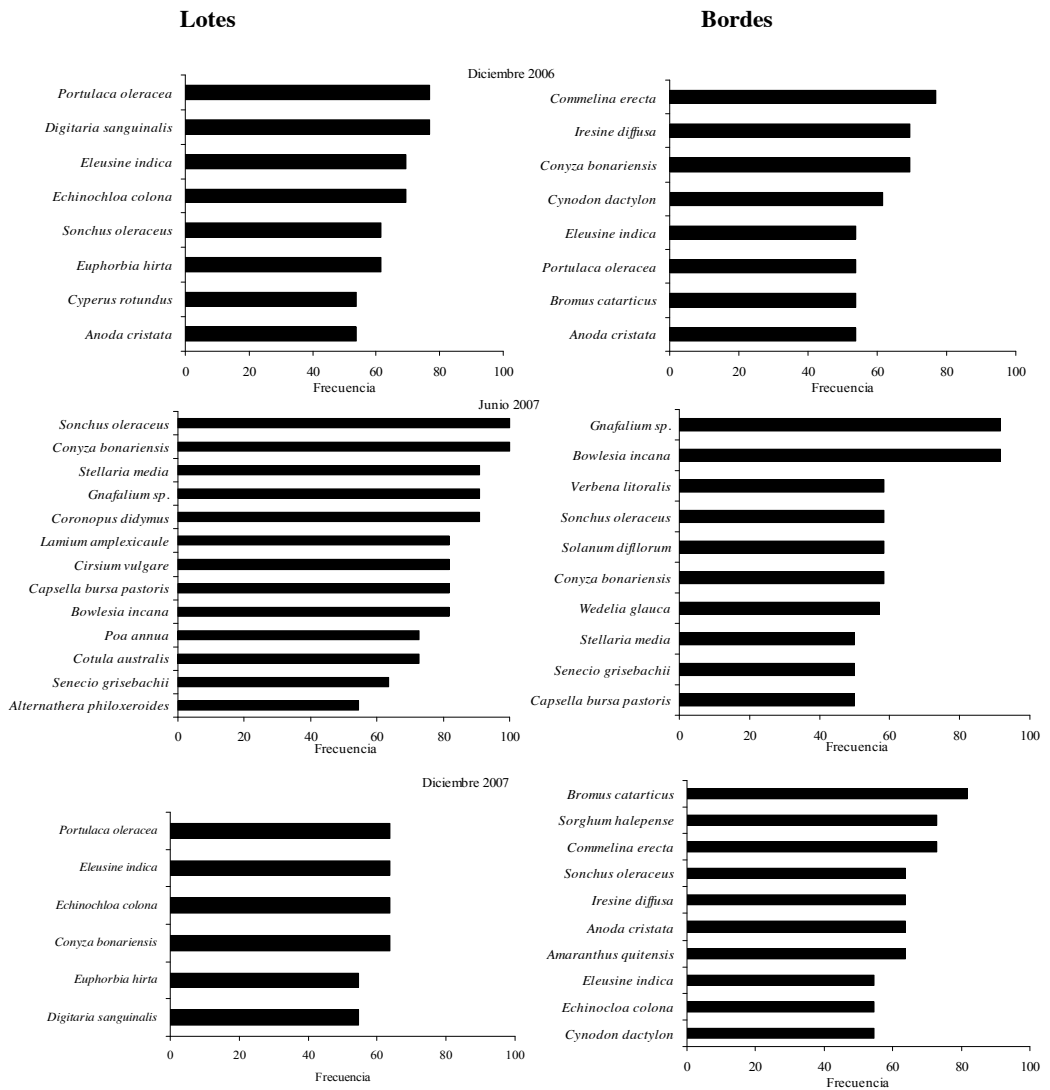 Lotes
Bordes
Diciembre 2006
Portulaca oleracea
Digitaria sanguinalis
Eleusine indica
Echinochloa colona
Sonchus oleraceus
Euphorbia hirta
Cyperus rotundus
Anoda cristata
0 20 40 60 80 100
Frecuencia
Commelina erecta
Iresine diffusa
Conyza bonariensis
Cynodon dactylon
Eleusine indica
Portulaca oleracea
Bromus catarticus
Anoda cristata
0 20 40 60 80 100
Frecuencia
Junio 2007
Sonchus oleraceus
Conyza bonariensis
Stellaria media
Gnafalium sp.
Coronopus didymus
Lamium amplexicaule
Cirsium vulgare
Capsella bursa pastoris
Bowlesia incana
Poa annua
Cotula australis
Senecio grisebachii
Alternathera philoxeroides
0 20 40 60 80 100
Frecuencia
Gnafalium sp.
Bowlesia incana
Verbena litoralis
Sonchus oleraceus
Solanum difllorum
Conyza bonariensis
Wedelia glauca
Stellaria media
Senecio grisebachii
Capsella bursa pastoris
0 20 40 60 80 100
Frecuencia
Diciembre 2007
Portulaca oleracea
Eleusine indica
Echinochloa colona
Conyza bonariensis
Euphorbia hirta
Digitaria sanguinalis
0 20 40 60 80 100
Frecuencia
Bromus catarticus
Sorghum halepense
Commelina erecta
Sonchus oleraceus
Iresine diffusa
Anoda cristata
Amaranthus quitensis
Eleusine indica
Echinocloa colona
Cynodon dactylon
0 20 40 60 80 100
Frecuencia